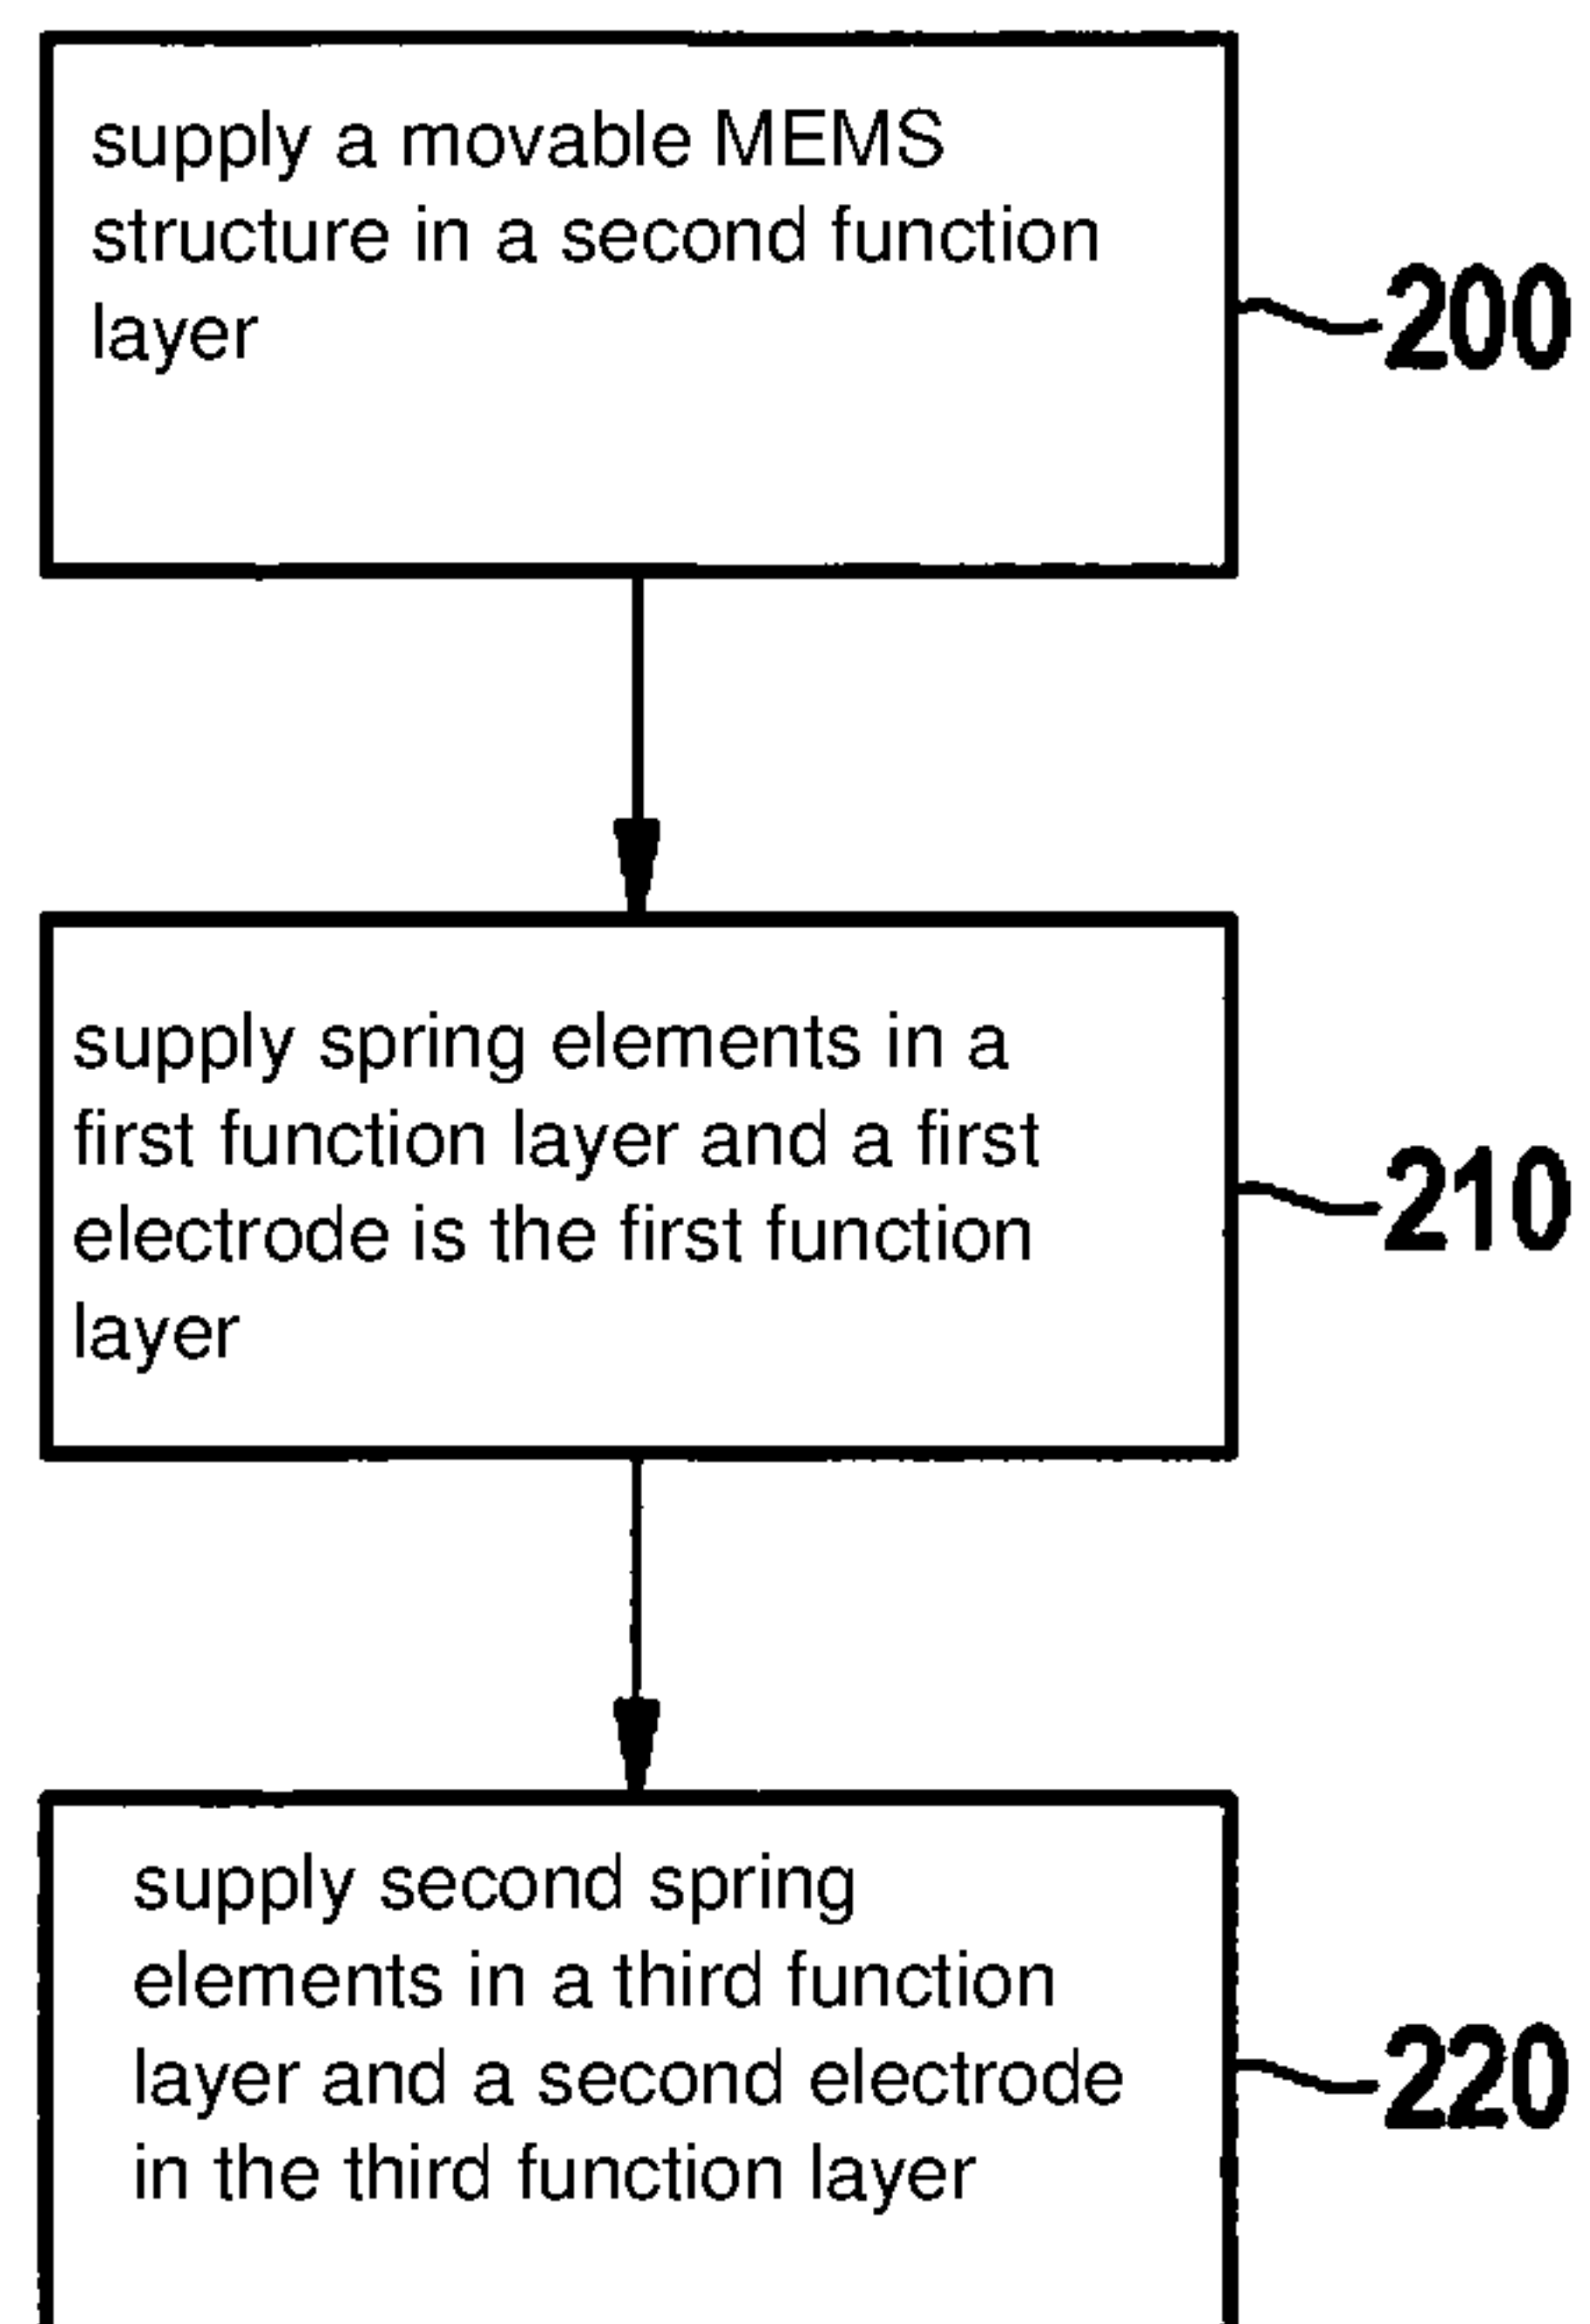 supply a movable MEMS
structure in a second function
layer
200
supply spring elements in a
first function layer and a first
electrode is the first function
layer
210
supply second spring
elements in a third function
layer and a second electrode
in the third function layer
220